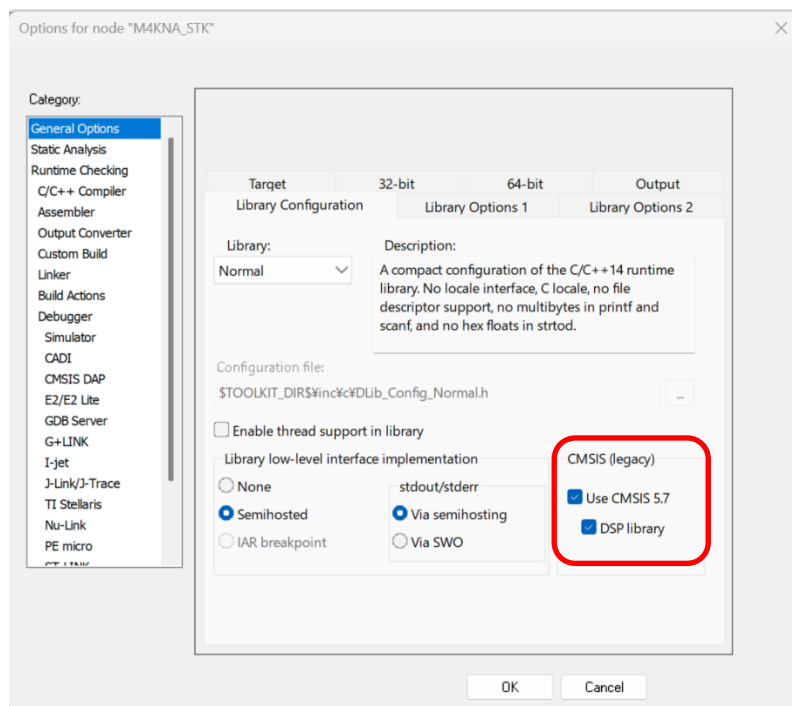 Options for node "M4KNA_STK"
Category:
General Options
Static Analysis
Runtime Checking
C/C++ Compiler
Assembler
Output Converter
Custom Build
Linker
Build Actions
Debugger
Simulator
CADI
CMSIS DAP
E2/E2 Lite
GDB Server
G+LINK
I-jet
J-Link/J-Trace
TI Stellaris
Nu-Link
PE micro
Target 32-bit 64-bit Output
Library Configuration Library Options 1 Library Options 2
Library:
Normal
Description:
A compact configuration of the C/C++14 runtime
library. No locale interface, C locale, no file
descriptor support, no multibytes in printf and
scanf, and no hex floats in strtod.
Configuration file:
$TOOLKIT_DIR$¥inc¥c¥DLib_Config_Normal.h
...
Enable thread support in library
Library low-level interface implementation
None
Semihosted
IAR breakpoint
stdout/stderr
Via semihosting
Via SWO
CMSIS (legacy)
Use CMSIS 5.7
DSP library
OK Cancel